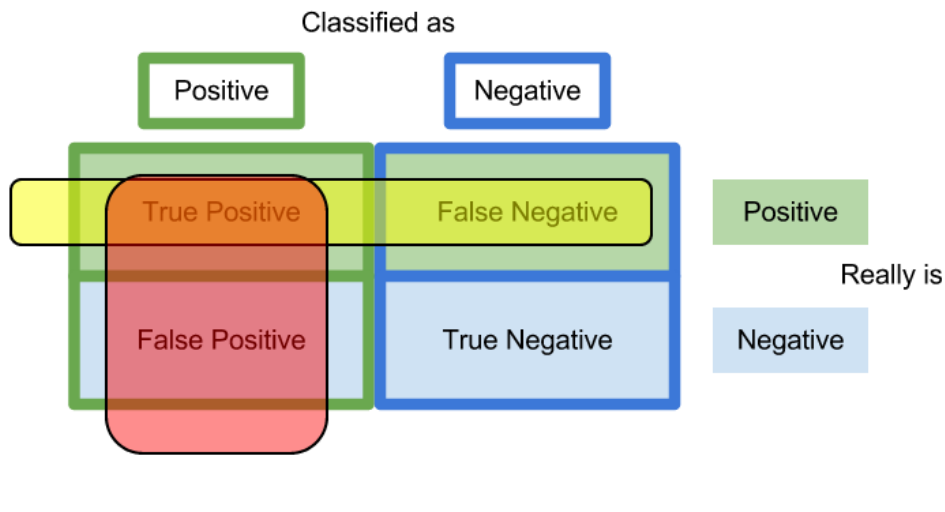 Classified as
Positive
Negative
True Positive
False Negative
Positive
Really is
False Positive
True Negative
Negative